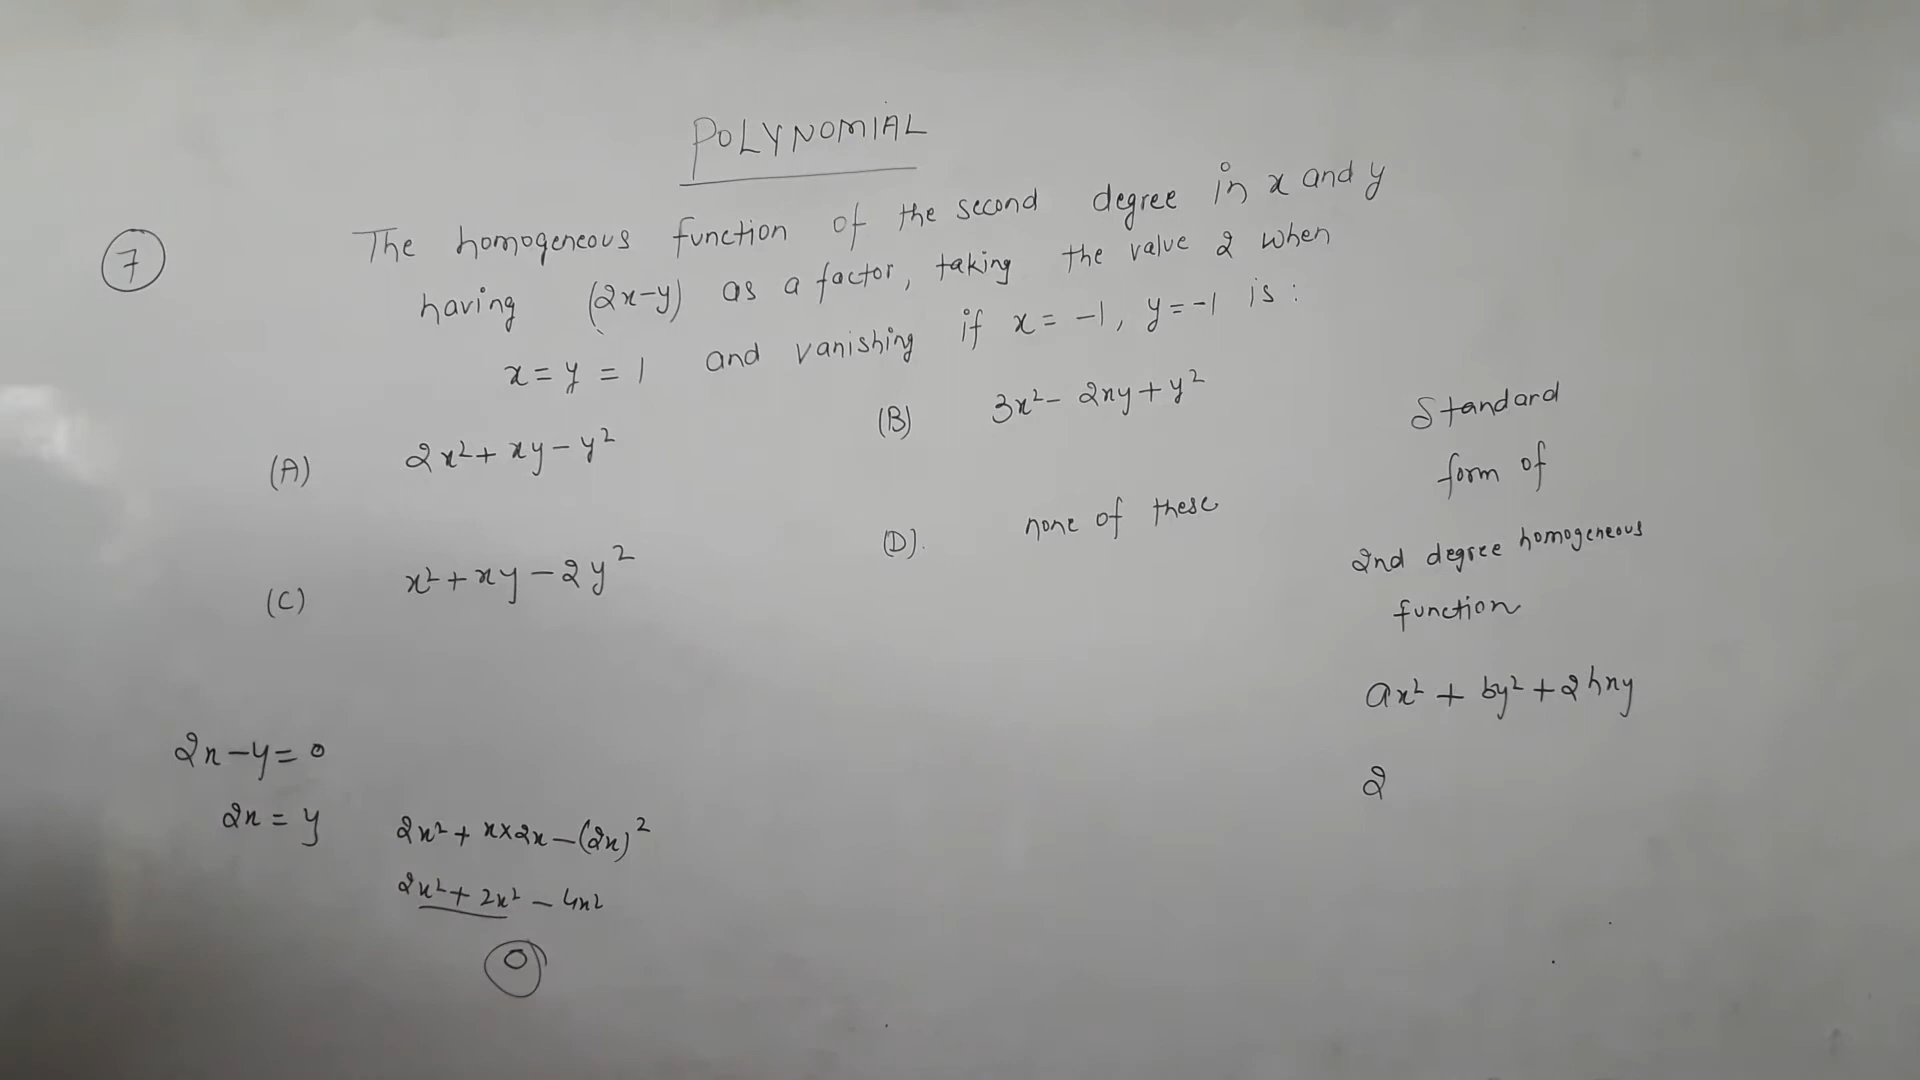 POLYNOMIAL
7 The homogeneous function of the second degree in x and y
having (2x-y) as a factor, taking the value 2 when
x = y = 1 and vanishing if x = -1, y = -1 is :
(A) 2x² + xy - y² (B) 3x² - 2xy + y²
(C) x² + xy - 2y² (D). none of these
Standard
form of
2nd degree homogeneous
function
ax² + by² + 2hxy
2
2x - y = 0
2x = y
2x² + x×2x - (2x)²
2x² + 2x² - 4x²
0